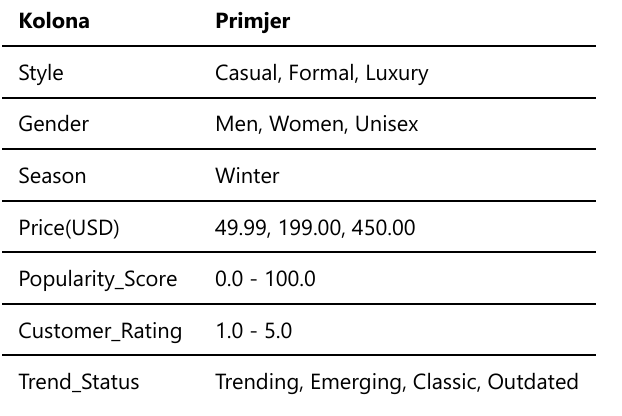 Kolona Primjer
Style Casual, Formal, Luxury
Gender Men, Women, Unisex
Season Winter
Price(USD) 49.99, 199.00, 450.00
Popularity_Score 0.0 - 100.0
Customer_Rating 1.0 - 5.0
Trend_Status Trending, Emerging, Classic, Outdated